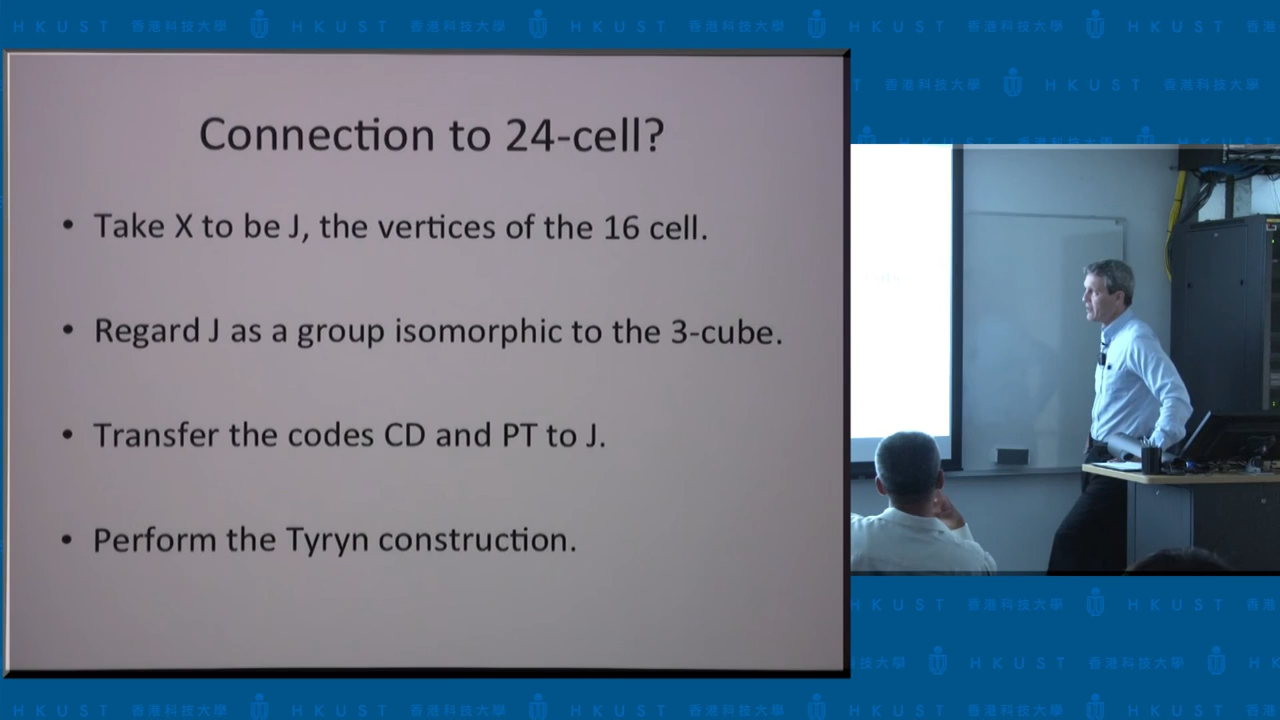 Connection to 24-cell?
• Take X to be J, the vertices of the 16 cell.
• Regard J as a group isomorphic to the 3-cube.
• Transfer the codes CD and PT to J.
• Perform the Tyryn construction.
HKUST 香港科技大學